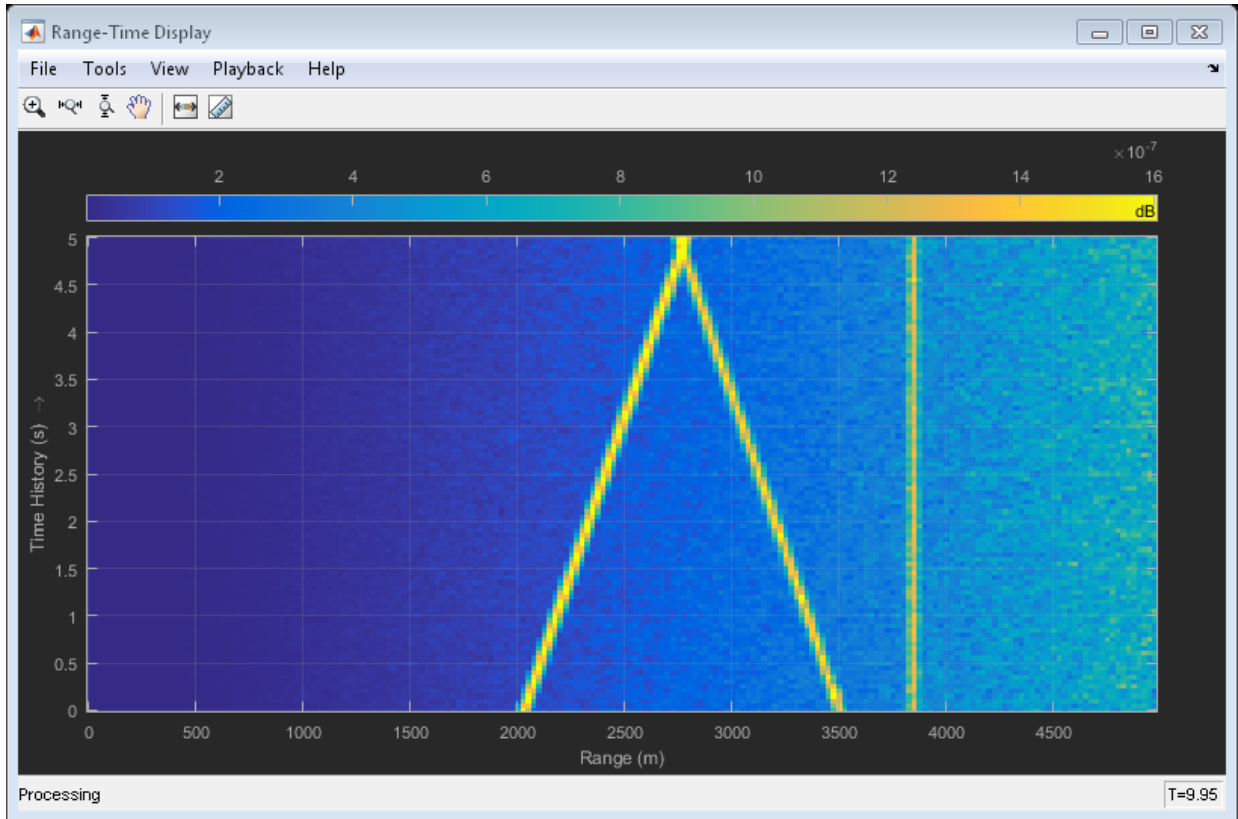 Range-Time Display
File Tools View Playback Help
×10-7
2 4 6 8 10 12 14 16
dB
5
4.5
4
3.5
3
2.5
2
1.5
1
0.5
0
Time History (s) →
0 500 1000 1500 2000 2500 3000 3500 4000 4500
Range (m)
Processing T=9.95